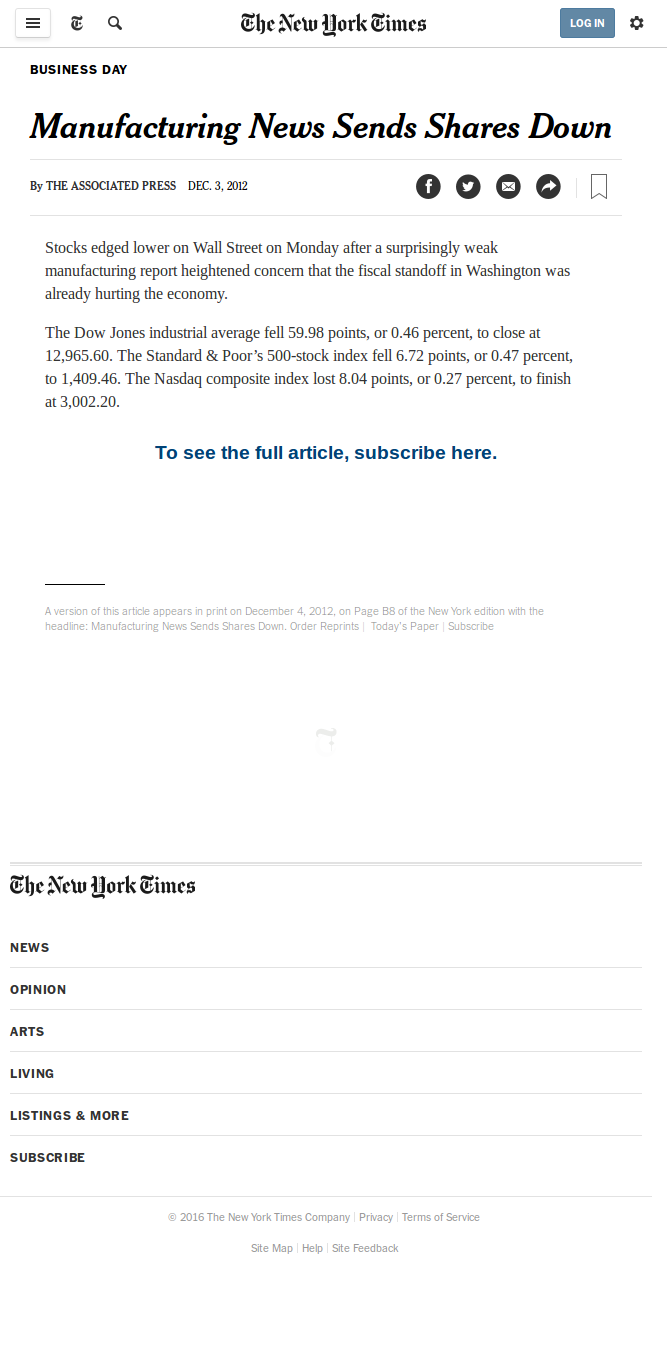 The New York Times
LOG IN
BUSINESS DAY
Manufacturing News Sends Shares Down
By THE ASSOCIATED PRESS DEC. 3, 2012
Stocks edged lower on Wall Street on Monday after a surprisingly weak
manufacturing report heightened concern that the fiscal standoff in Washington was
already hurting the economy.
The Dow Jones industrial average fell 59.98 points, or 0.46 percent, to close at
12,965.60. The Standard & Poor’s 500-stock index fell 6.72 points, or 0.47 percent,
to 1,409.46. The Nasdaq composite index lost 8.04 points, or 0.27 percent, to finish
at 3,002.20.
To see the full article, subscribe here.
A version of this article appears in print on December 4, 2012, on Page B8 of the New York edition with the
headline: Manufacturing News Sends Shares Down. Order Reprints | Today's Paper | Subscribe
The New York Times
NEWS
OPINION
ARTS
LIVING
LISTINGS & MORE
SUBSCRIBE
© 2016 The New York Times Company | Privacy | Terms of Service
Site Map | Help | Site Feedback